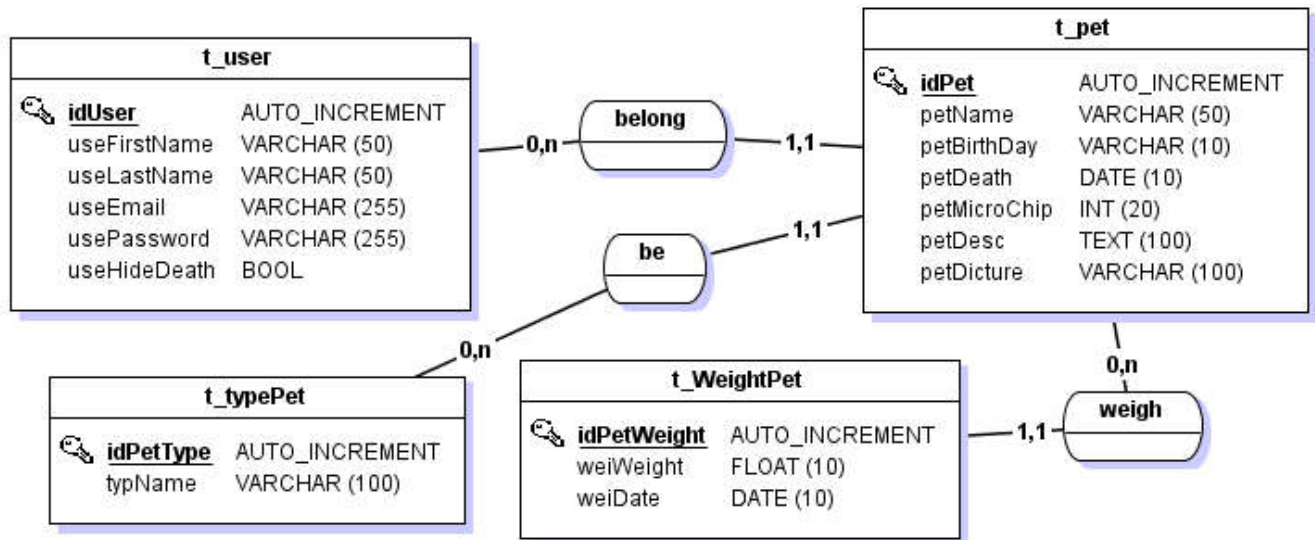 t_user
idUser AUTO_INCREMENT
useFirstName VARCHAR (50)
useLastName VARCHAR (50)
useEmail VARCHAR (255)
usePassword VARCHAR (255)
useHideDeath BOOL
0,n
belong
1,1
t_pet
idPet AUTO_INCREMENT
petName VARCHAR (50)
petBirthDay VARCHAR (10)
petDeath DATE (10)
petMicroChip INT (20)
petDesc TEXT (100)
petDicture VARCHAR (100)
1,1
be
0,n
t_typePet
idPetType AUTO_INCREMENT
typName VARCHAR (100)
t_WeightPet
idPetWeight AUTO_INCREMENT
weiWeight FLOAT (10)
weiDate DATE (10)
1,1
weigh
0,n